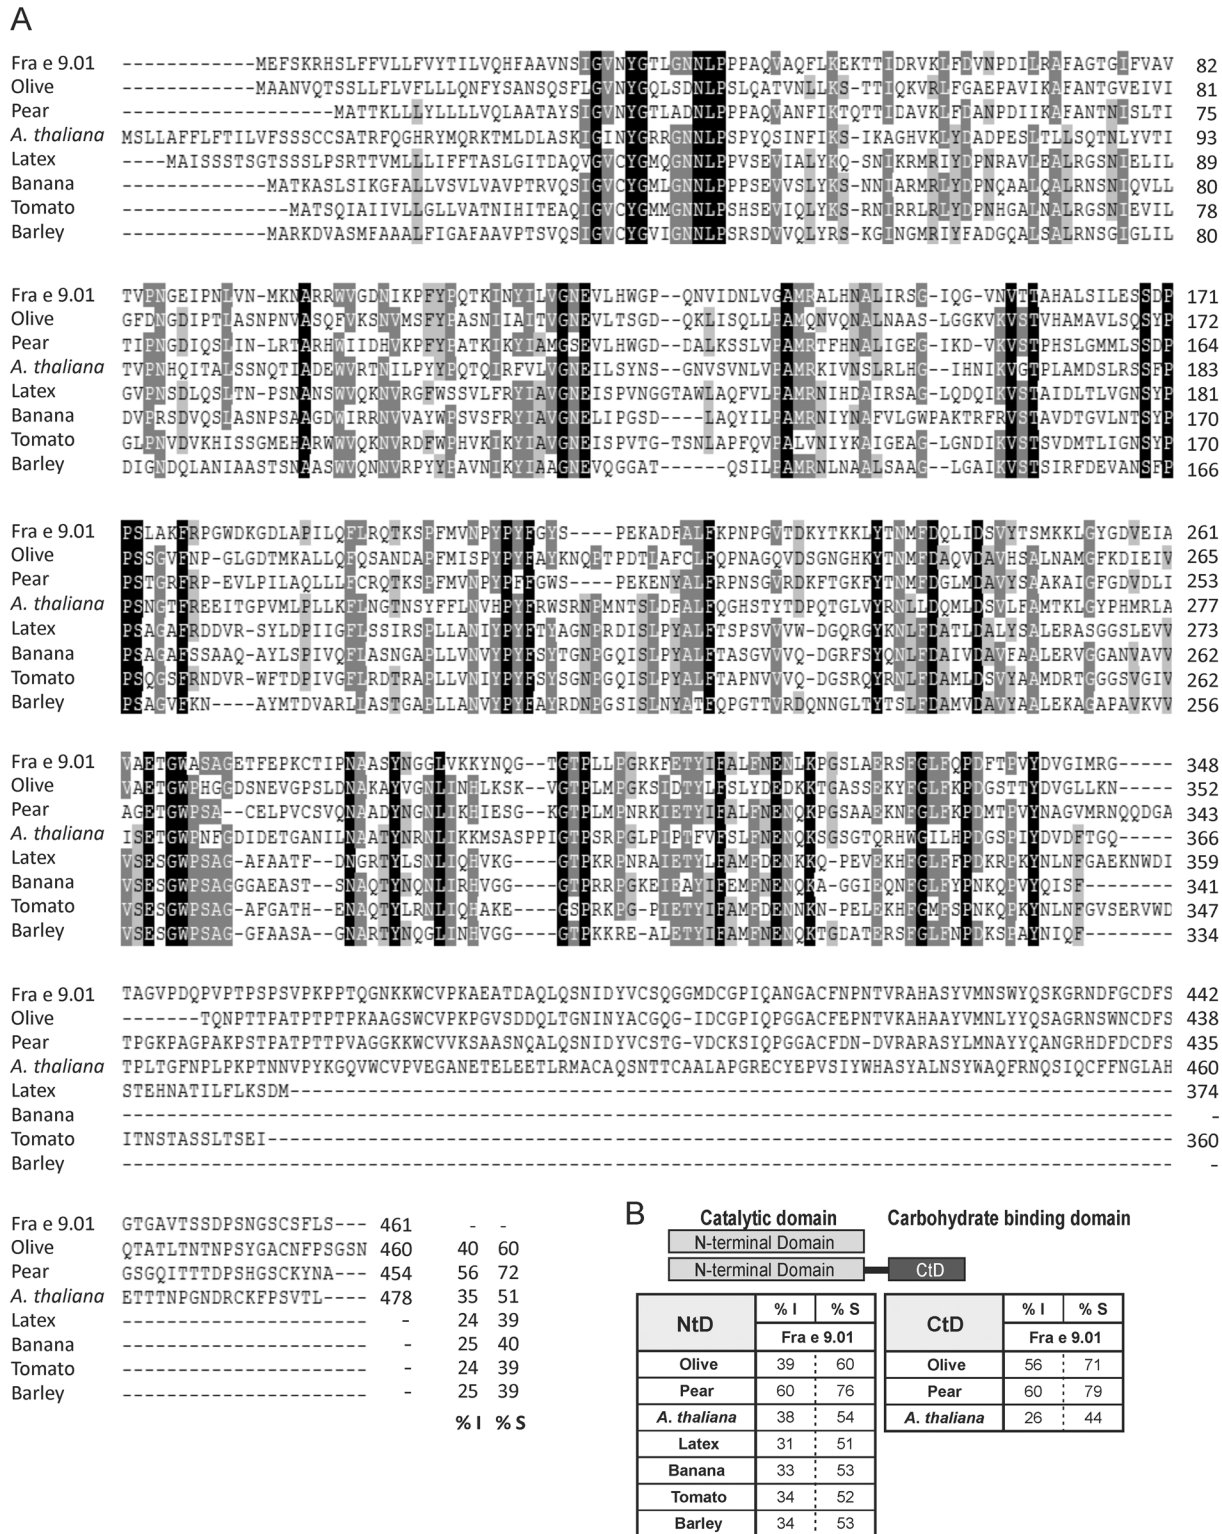 A
Fra e 9.01 ------------MEFSKRHSLFFVLLFVYTILVQHFAAVNSIGVNYGTLGNNLPPPAQVAQFLKEKTTIDRVKLFDVNPDILRAFAGTGIFVAV 82
Olive ------------MAANVQTSSLLFLVFLLLQNFYSANSQSFLGVNYGQLSDNLPSLQATVNLLKS-TTIQKVRLFGAEPAVIKAFANTGVEIVI 81
Pear -------------------MATTKLLLYLLLLVQLAATAYSIGVNYGTLADNLPPPAQVANFIKTQTTIDAVKLFDANPDIIKAFANTNISLTI 75
A. thaliana MSLLAFFLFTILVFSSSCCSATRFQGHRYMQRKTMLDLASKIGINYGRRGNNLPSPYQSINFIKS-IKAGHVKLYDADPESLTLLSQTNLYVTI 93
Latex ----MAISSSTSGTSSSLPSRTTVMLLLIFFTASLGITDAQVGVCYGMQGNNLPPVSEVIALYKQ-SNIKRMRIYDPNRAVLEALRGSNIELIL 89
Banana -------------MATKASLSIKGFALLVSVLVAVPTRVQSIGVCYGMLGNNLPPPSEVVSLYKS-NNIARMRLYDPNQAALQALRNSNIQVLL 80
Tomato ---------------MATSQIAIIVLLGLLVATNIHITEAQIGVCYGMMGNNLPSHSEVIQLYKS-RNIRRLRLYDPNHGALNALRGSNIEVIL 78
Barley -------------MARKDVASMFAAALFIGAFAAVPTSVQSIGVCYGVIGNNLPSRSDVVQLYRS-KGINGMRIYFADGQALSALRNSGIGLIL 80
Fra e 9.01 TVPNGEIPNLVN-MKNARRWVGDNIKPFYPQTKINYILVGNEVLHWGP--QNVIDNLVGAMRALHNALIRSG-IQG-VNVTTAHALSILESSDP 171
Olive GFDNGDIPTLASNPNVASQFVKSNVMSFYPASNIIAITVGNEVLTSGD--QKLISQLLPAMQNVQNALNAAS-LGGKVKVSTVHAMAVLSQSYP 172
Pear TIPNGDIQSLIN-LRTARHWIIDHVKPFYPATKIKYIAMGSEVLHWGD--DALKSSLVPAMRTFHNALIGEG-IKD-VKVSTPHSLGMMLSSDP 164
A. thaliana TVPNHQITALSSNQTIADEWVRTNILPYYPQTQIRFVLVGNEILSYNS--GNVSVNLVPAMRKIVNSLRLHG--IHNIKVGTPLAMDSLRSSFP 183
Latex GVPNSDLQSLTN-PSNANSWVQKNVRGFWSSVLFRYIAVGNEISPVNGGTAWLAQFVLPAMRNIHDAIRSAG-LQDQIKVSTAIDLTLVGNSYP 181
Banana DVPRSDVQSLASNPSAAGDWIRRNVVAYWPSVSFRYIAVGNELIPGSD-----LAQYILPAMRNIYNAFVLGWPAKTRFRVSTAVDTGVLNTSYP 170
Tomato GLPNVDVKHISSGMEHARWWVQKNVRDFWPHVKIKYIAVGNEISPVTG-TSNLAPFQVPALVNIYKAIGEAG-LGNDIKVSTSVDMTLIGNSYP 170
Barley DIGNDQLANIAASTSNAASWVQNNVRPYYPAVNIKYIAAGNEVQGGAT------QSILPAMRNLNAALSAAG--LGAIKVSTSIRFDEVANSFP 166
Fra e 9.01 PSLAKFRPGWDKGDLAPILQFLRQTKSPFMVNPYPYFGYS----PEKADFALFKPNPGVTDKYTKKLYTNMFDQLIDSVYTSMKKLGYGDVEIA 261
Olive PSSGVFNP-GLGDTMKALLQFQSANDAPFMISPYPYFAYKNQPTPDTLAFCLFQPNAGQVDSGNGHKYTNMFDAQVDAVHSALNAMGFKDIEIV 265
Pear PSTGRFRP-EVLPILAQLLLFCRQTKSPFMVNPYPFFGWS----PEKENYALFRPNSGVRDKFTGKFYTNMFDGLMDAVYSAAKAIGFGDVDLI 253
A. thaliana PSNGTFREEITGPVMLPLLKFLNGTNSYFFLNVHPYFRWSRNPMNTSLDFALFQGHSTYTDPQTGLVYRNLLDQMLDSVLFAMTKLGYPHMRLA 277
Latex PSAGAFRDDVR-SYLDPIIGFLSSIRSPLLANIYPYFTYAGNPRDISLPYALFTSPSVVVW-DGQRGYKNLFDATLDALYSALERASGGSLEVV 273
Banana PSAGAFSSAAQ-AYLSPIVQFLASNGAPLLVNVYPYFSYTGNPGQISLPYALFTASGVVVQ-DGRFSYQNLFDAIVDAVFAALERVGGANVAVV 262
Tomato PSQGSFRNDVR-WFTDPIVGFLRDTRAPLLVNIYPYFSYSGNPGQISLPYALFTAPNVVVQ-DGSRQYRNLFDAMLDSVYAAMDRTGGGSVGIV 262
Barley PSAGVFKN----AYMTDVARLLASTGAPLLANVYPYFAYRDNPGSISLNYATFQPGTTVRDQNNGLTYTSLFDAMVDAVYAALEKAGAPAVKVV 256
Fra e 9.01 VAETGWASAGETFEPKCTIPNAASYNGGLVKKYNQG--TGTPLLPGRKFETYIFALFNENLKPGSLAERSFGLFQPDFTPVYDVGIMRG----- 348
Olive VAETGWPHGGDSNEVGPSLDNAKAYVGNLINHLKSK--VGTPLMPGKSIDTYLFSLYDEDKKTGASSEKYFGLFKPDGSTTYDVGLLKN----- 352
Pear AGETGWPSA--CELPVCSVQNAADYNGNLIKHIESG--KGTPLMPNRKIETYIFALFNENQKPGSAAEKNFGLFKPDMTPVYNAGVMRNQQDGA 343
A. thaliana ISETGWPNFGDIDETGANILNAATYNRNLIKKMSASPPIGTPSRPGLPIPTFVFSLFNENQKSGSGTQRHWGILHPDGSPIYDVDFTGQ----- 366
Latex VSESGWPSAG-AFAATF--DNGRTYLSNLIQHVKG----GTPKRPNRAIETYLFAMFDENKKQ-PEVEKHFGLFFPDKRPKYNLNFGAEKNWDI 359
Banana VSESGWPSAGGGAEAST--SNAQTYNQNLIRHVGG----GTPRRPGKEIEAYIFEMFNENQKA-GGIEQNFGLFYPNKQPVYQISF-------- 341
Tomato VSESGWPSAG-AFGATH--ENAQTYLRNLIQHAKE----GSPRKPG-PIETYIFAMFDENNKN-PELEKHFGMFSPNKQPKYNLNFGVSERVWD 347
Barley VSESGWPSAG-GFAASA--GNARTYNQGLINHVGG----GTPKKRE-ALETYIFAMFNENQKTGDATERSFGLFNPDKSPAYNIQF-------- 334
Fra e 9.01 TAGVPDQPVPTPSPSVPKPPTQGNKKWCVPKAEATDAQLQSNIDYVCSQGGMDCGPIQANGACFNPNTVRAHASYVMNSWYQSKGRNDFGCDFS 442
Olive -------TQNPTTPATPTPTPKAAGSWCVPKPGVSDDQLTGNINYACGQG-IDCGPIQPGGACFEPNTVKAHAAYVMNLYYQSAGRNSWNCDFS 438
Pear TPGKPAGPAKPSTPATPTTPVAGGKKWCVVKSAASNQALQSNIDYVCSTG-VDCKSIQPGGACFDN-DVRARASYLMNAYYQANGRHDFDCDFS 435
A. thaliana TPLTGFNPLPKPTNNVPYKGQVWCVPVEGANETELEETLRMACAQSNTTCAALAPGRECYEPVSIYWHASYALNSYWAQFRNQSIQCFFNGLAH 460
Latex STEHNATILFLKSDM------------------------------------------------------------------------------- 374
Banana ---------------------------------------------------------------------------------------------- -
Tomato ITNSTASSLTSEI--------------------------------------------------------------------------------- 360
Barley ---------------------------------------------------------------------------------------------- -
Fra e 9.01 GTGAVTSSDPSNGSCSFLS--- 461 - -
Olive QTATLTNTNPSYGACNFPSGSN 460 40 60
Pear GSGQITTTDPSHGSCKYNA--- 454 56 72
A. thaliana ETTTNPGNDRCKFPSVTL---- 478 35 51
Latex ---------------------- - 24 39
Banana ---------------------- - 25 40
Tomato ---------------------- - 24 39
Barley ---------------------- - 25 39
% I % S
B
Catalytic domain Carbohydrate binding domain
N-terminal Domain
N-terminal Domain CtD
NtD % I % S
Fra e 9.01
Olive 39 60
Pear 60 76
A. thaliana 38 54
Latex 31 51
Banana 33 53
Tomato 34 52
Barley 34 53
CtD % I % S
Fra e 9.01
Olive 56 71
Pear 60 79
A. thaliana 26 44